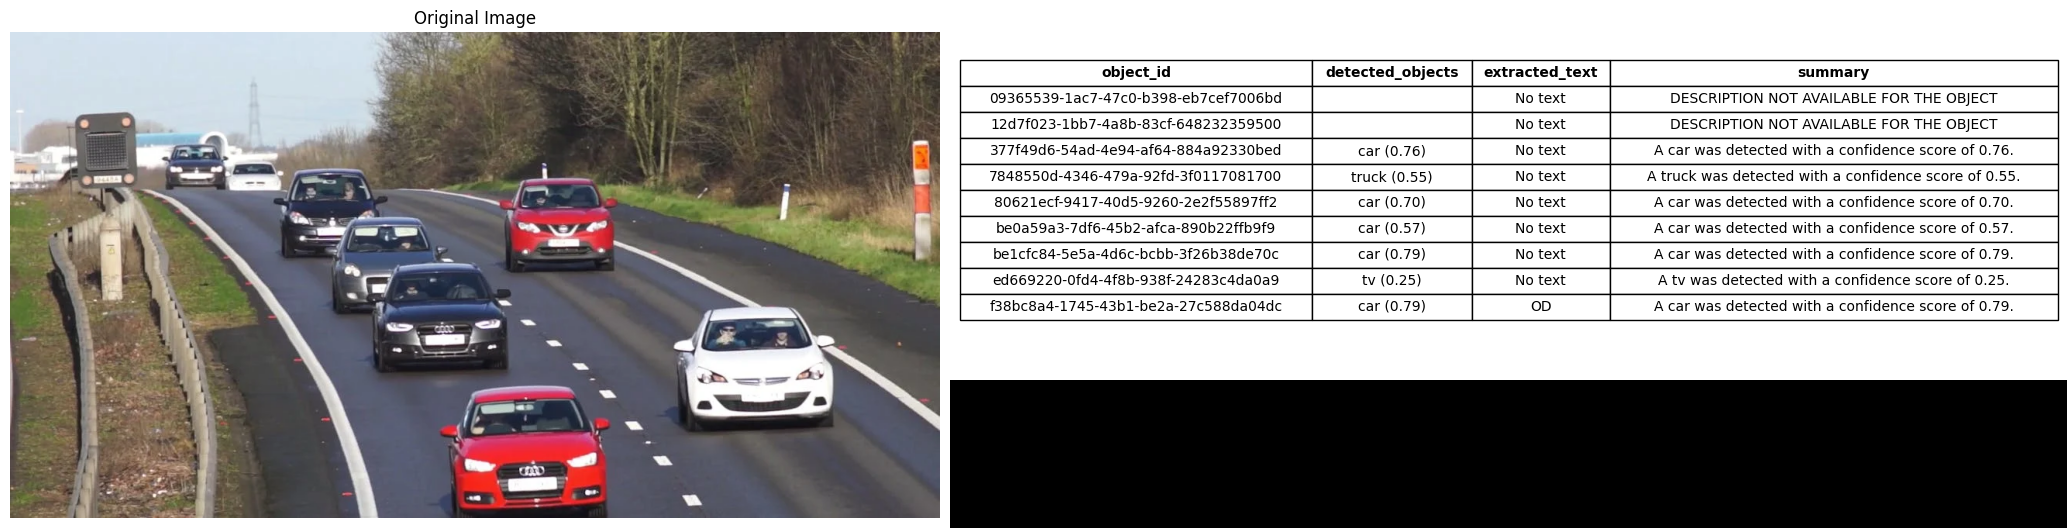 Original Image
object_id detected_objects extracted_text summary
09365539-1ac7-47c0-b398-eb7cef7006bd No text DESCRIPTION NOT AVAILABLE FOR THE OBJECT
12d7f023-1bb7-4a8b-83cf-648232359500 No text DESCRIPTION NOT AVAILABLE FOR THE OBJECT
377f49d6-54ad-4e94-af64-884a92330bed car (0.76) No text A car was detected with a confidence score of 0.76.
7848550d-4346-479a-92fd-3f0117081700 truck (0.55) No text A truck was detected with a confidence score of 0.55.
80621ecf-9417-40d5-9260-2e2f55897ff2 car (0.70) No text A car was detected with a confidence score of 0.70.
be0a59a3-7df6-45b2-afca-890b22ffb9f9 car (0.57) No text A car was detected with a confidence score of 0.57.
be1cfc84-5e5a-4d6c-bcbb-3f26b38de70c car (0.79) No text A car was detected with a confidence score of 0.79.
ed669220-0fd4-4f8b-938f-24283c4da0a9 tv (0.25) No text A tv was detected with a confidence score of 0.25.
f38bc8a4-1745-43b1-be2a-27c588da04dc car (0.79) OD A car was detected with a confidence score of 0.79.